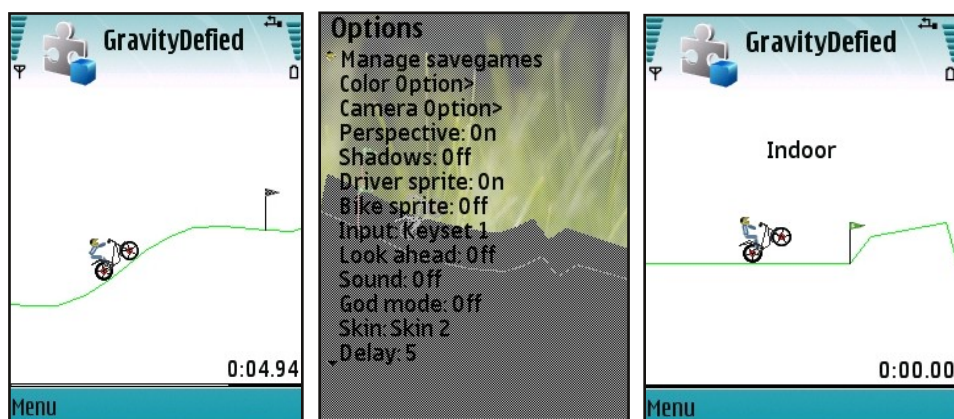 GravityDefied
0:04.94
Menu
Options
Manage savegames
Color Option>
Camera Option>
Perspective: On
Shadows: Off
Driver sprite: On
Bike sprite: Off
Input: Keyset 1
Look ahead: Off
Sound: Off
God mode: Off
Skin: Skin 2
Delay: 5
GravityDefied
Indoor
0:00.00
Menu